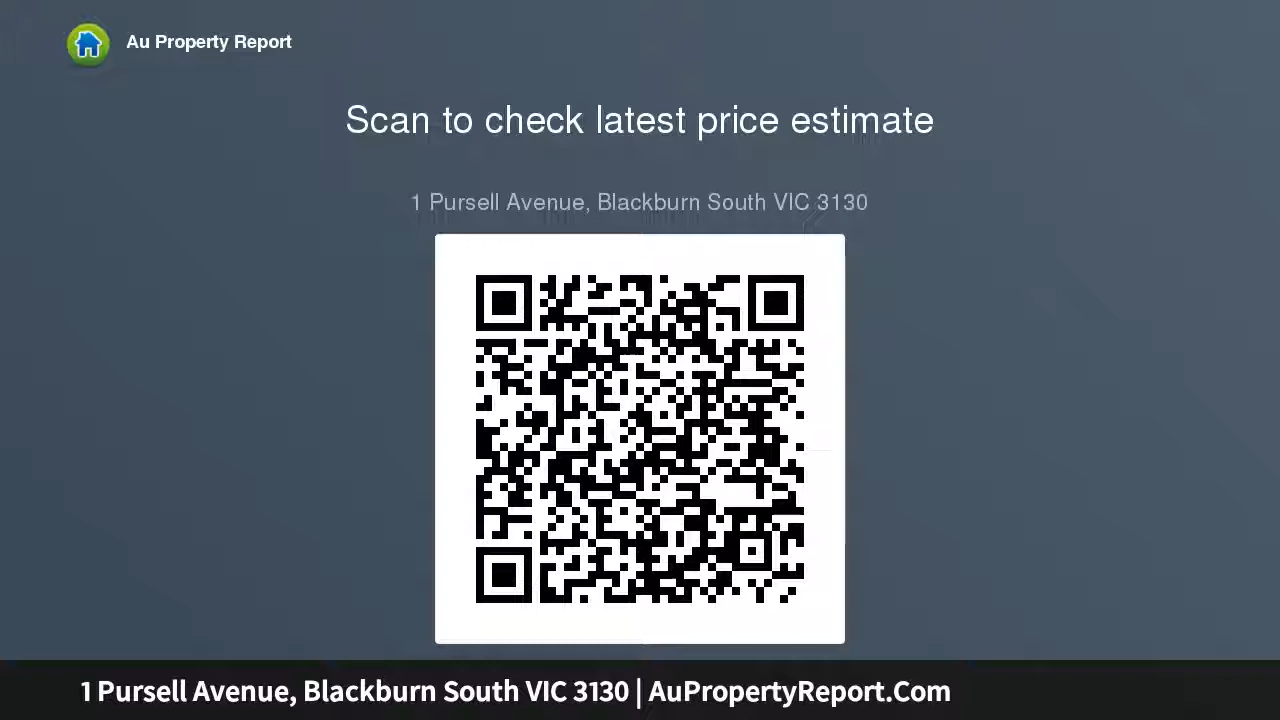 Au Property Report
Scan to check latest price estimate
1 Pursell Avenue, Blackburn South VIC 3130
1 Pursell Avenue, Blackburn South VIC 3130 | AuPropertyReport.Com